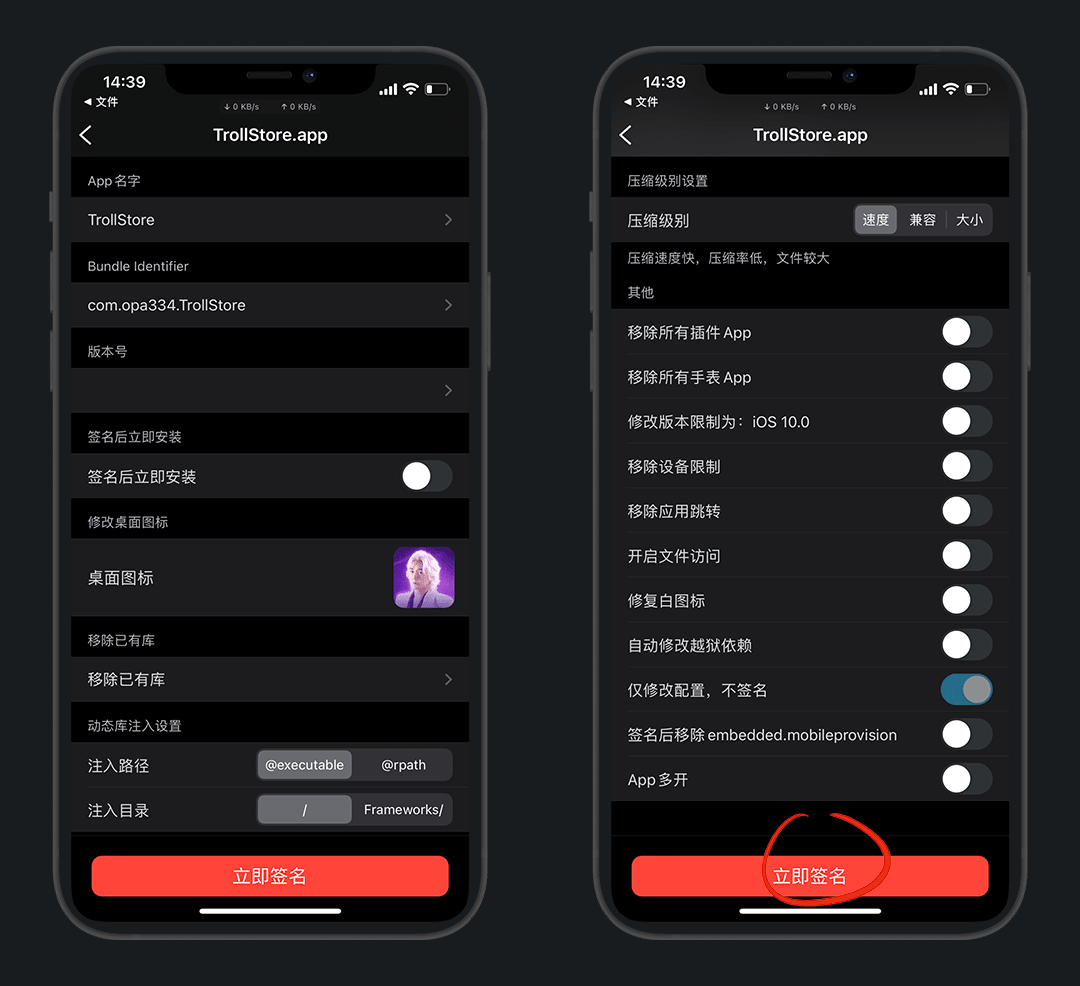 14:39
◀ 文件
↓ 0 KB/s ↑ 0 KB/s
TrollStore.app
App 名字
TrollStore
Bundle Identifier
com.opa334.TrollStore
版本号
签名后立即安装
签名后立即安装
修改桌面图标
桌面图标
移除已有库
移除已有库
动态库注入设置
注入路径 @executable @rpath
注入目录 / Frameworks/
立即签名
14:39
◀ 文件
↓ 0 KB/s ↑ 0 KB/s
TrollStore.app
压缩级别设置
压缩级别 速度 兼容 大小
压缩速度快，压缩率低，文件较大
其他
移除所有插件 App
移除所有手表 App
修改版本限制为：iOS 10.0
移除设备限制
移除应用跳转
开启文件访问
修复白图标
自动修改越狱依赖
仅修改配置，不签名
签名后移除 embedded.mobileprovision
App 多开
立即签名